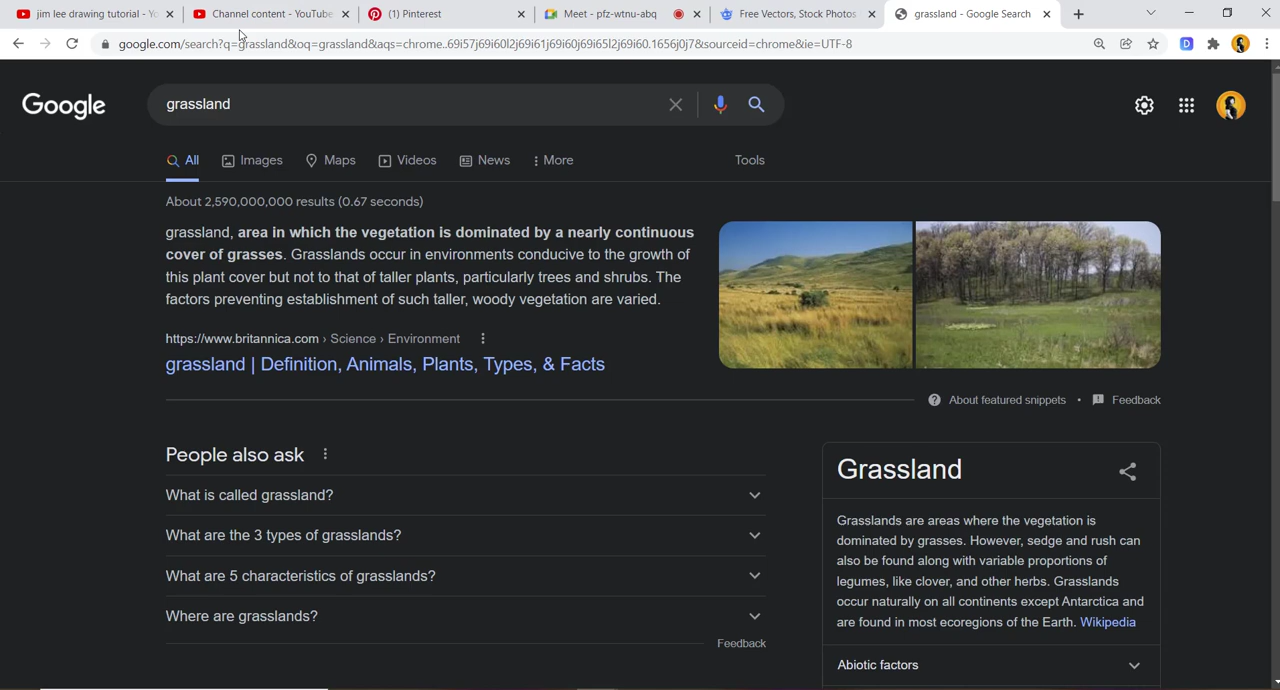 jim lee drawing tutorial - Yo
Channel content - YouTube
(1) Pinterest
Meet - pfz-wtnu-abq
Free Vectors, Stock Photos
grassland - Google Search
google.com/search?q=grassland&oq=grassland&aqs=chrome..69i57j69i60l2j69i61j69i60j69i65l2j69i60.1656j0j7&sourceid=chrome&ie=UTF-8
D
Google
grassland
All
Images
Maps
Videos
News
More
Tools
About 2,590,000,000 results (0.67 seconds)
grassland, area in which the vegetation is dominated by a nearly continuous
cover of grasses. Grasslands occur in environments conducive to the growth of
this plant cover but not to that of taller plants, particularly trees and shrubs. The
factors preventing establishment of such taller, woody vegetation are varied.
https://www.britannica.com › Science › Environment
grassland | Definition, Animals, Plants, Types, & Facts
About featured snippets • Feedback
People also ask
What is called grassland?
What are the 3 types of grasslands?
What are 5 characteristics of grasslands?
Where are grasslands?
Feedback
Grassland
Grasslands are areas where the vegetation is
dominated by grasses. However, sedge and rush can
also be found along with variable proportions of
legumes, like clover, and other herbs. Grasslands
occur naturally on all continents except Antarctica and
are found in most ecoregions of the Earth. Wikipedia
Abiotic factors